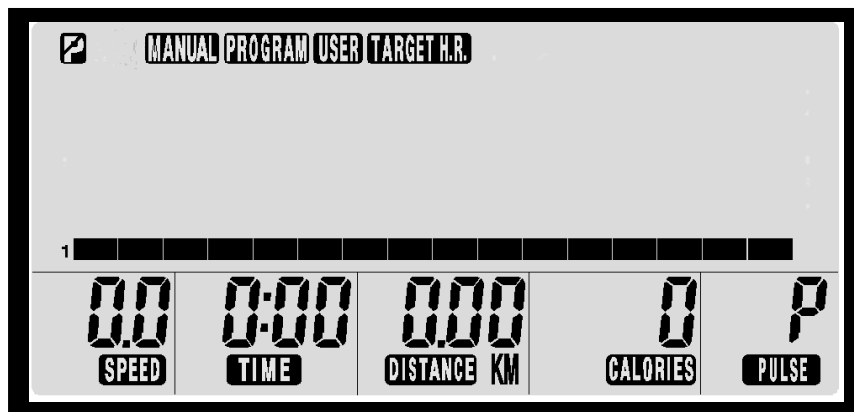 MANUAL PROGRAM USER TARGET H.R.
1
0.0 0:00 0.00 0 P
SPEED TIME DISTANCE KM CALORIES PULSE